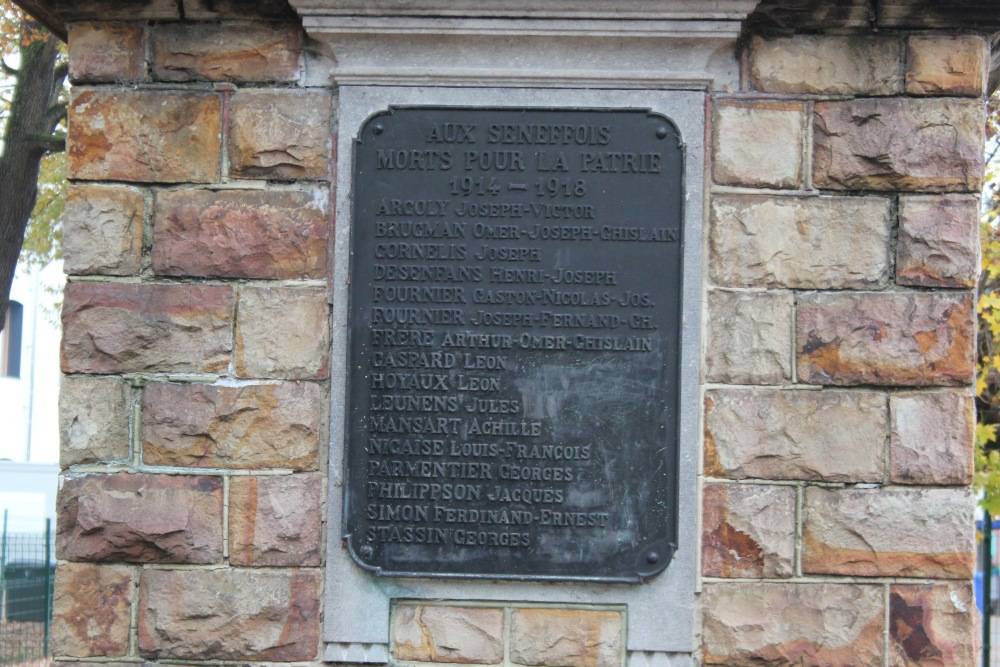 AUX SENEFFOIS
MORTS POUR LA PATRIE
1914 - 1918
ARCOLY JOSEPH-VICTOR
BRUGMAN OMER-JOSEPH-GHISLAIN
CORNELIS JOSEPH
DESENFANS HENRI-JOSEPH
FOURNIER GASTON-NICOLAS-JOS.
FOURNIER JOSEPH-FERNAND-GH.
FRÈRE ARTHUR-OMER-GHISLAIN
GASPARD LEON
HOYAUX LEON
LEUNENS JULES
MANSART ACHILLE
NICAISE LOUIS-FRANÇOIS
PARMENTIER GEORGES
PHILIPPSON JACQUES
SIMON FERDINAND-ERNEST
STASSIN GEORGES